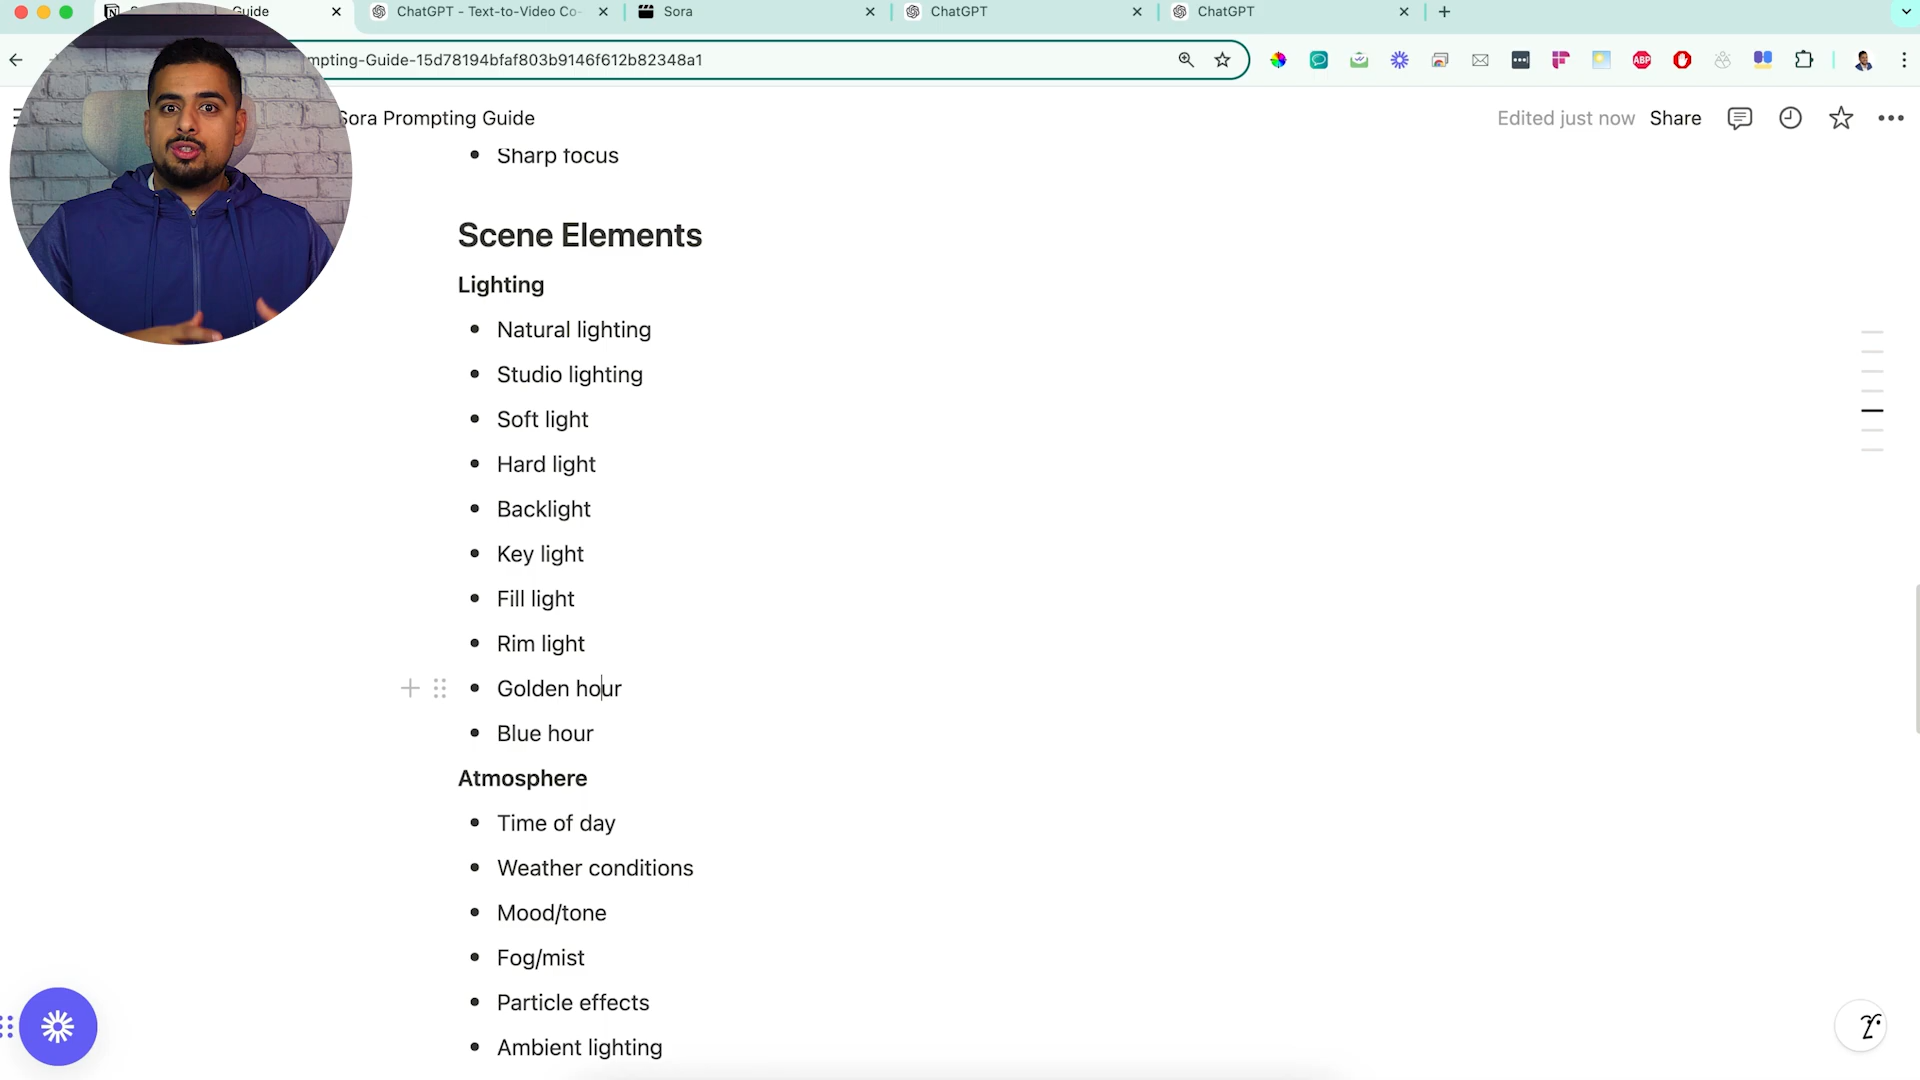 Guide
ChatGPT - Text-to-Video Co
Sora
ChatGPT
ChatGPT
mpting-Guide-15d78194bfaf803b9146f612b82348a1
ABP
Sora Prompting Guide
Edited just now
Share
Sharp focus
Scene Elements
Lighting
Natural lighting
Studio lighting
Soft light
Hard light
Backlight
Key light
Fill light
Rim light
Golden hour
Blue hour
Atmosphere
Time of day
Weather conditions
Mood/tone
Fog/mist
Particle effects
Ambient lighting